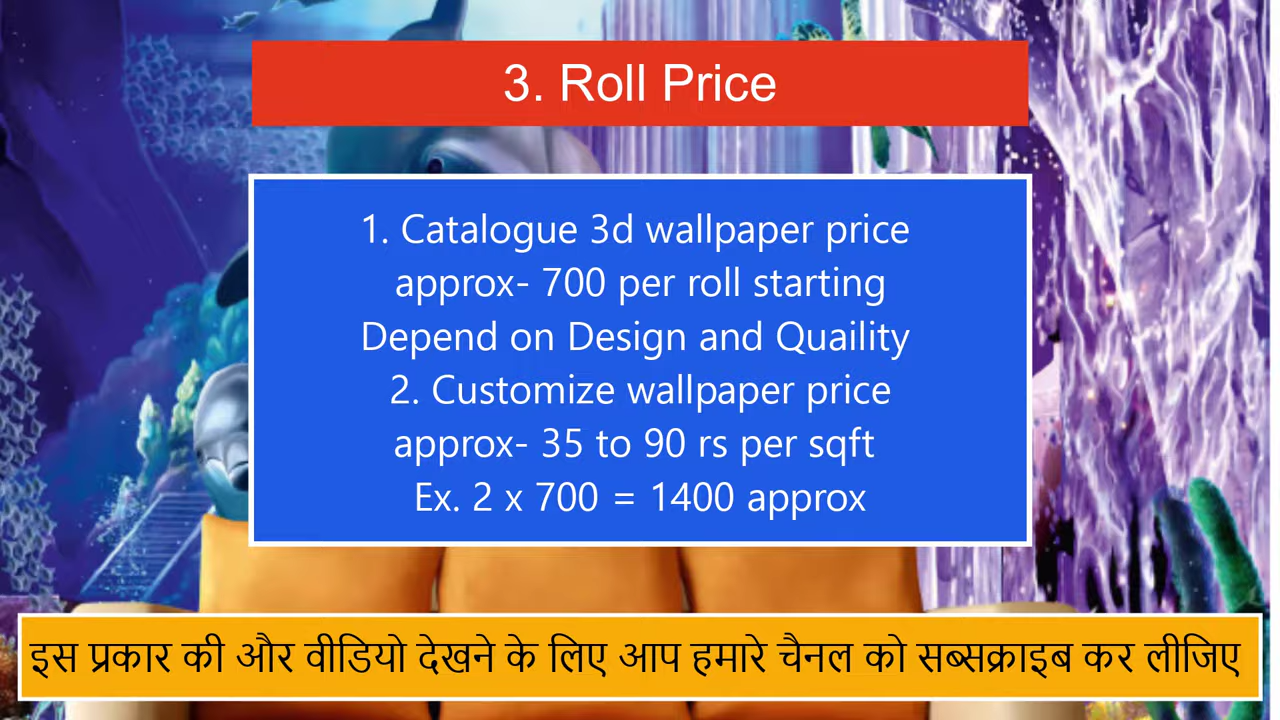 3. Roll Price
1. Catalogue 3d wallpaper price
approx- 700 per roll starting
Depend on Design and Quaility
2. Customize wallpaper price
approx- 35 to 90 rs per sqft
Ex. 2 x 700 = 1400 approx
इस प्रकार की और वीडियो देखने के लिए आप हमारे चैनल को सब्सक्राइब कर लीजिए